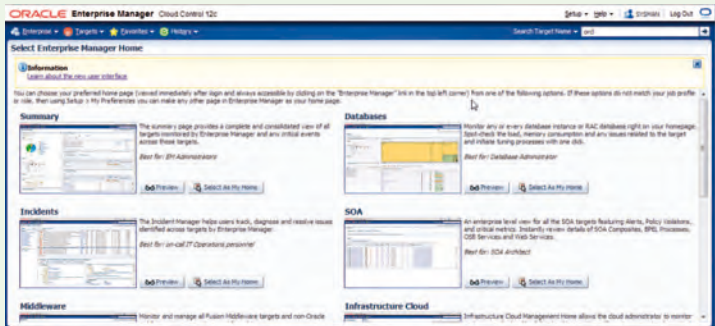 ORACLE Enterprise Manager Cloud Control 12c
Setup Help SYSMAN Log Out
Enterprise Targets Favorites History
Search Target Name
Select Enterprise Manager Home
Information
Learn about the new user interface
You can choose your preferred home page (viewed immediately after login and always accessible by clicking on the "Enterprise Manager" link in the top left corner) from one of the following options. If these options do not match your job profile
or role, then using Setup > My Preferences you can make any other page in Enterprise Manager as your home page.
Summary
The summary page provides a complete and consolidated view of all
targets monitored by Enterprise Manager and any critical events
across those targets.
Best for: EM Administrators
Preview Select As My Home
Databases
Monitor any or every database instance or RAC database right on your homepage.
Spot-check the load, memory consumption and any issues related to the target
and initiate tuning processes with one click.
Best for: Database Administrator
Preview Select As My Home
Incidents
The Incident Manager helps users track, diagnose and resolve issues
identified across targets by Enterprise Manager.
Best for: on-call IT Operations personnel
Preview Select As My Home
SOA
An enterprise level view for all the SOA targets featuring Alerts, Policy Violations,
and critical metrics. Instantly review details of SOA Composites, BPEL Processes,
OSB Services and Web Services.
Best for: SOA Architect
Preview Select As My Home
Middleware
Monitor and manage all Fusion Middleware targets and non-Oracle
Infrastructure Cloud
Infrastructure Cloud Management Home allows the cloud administrator to monitor